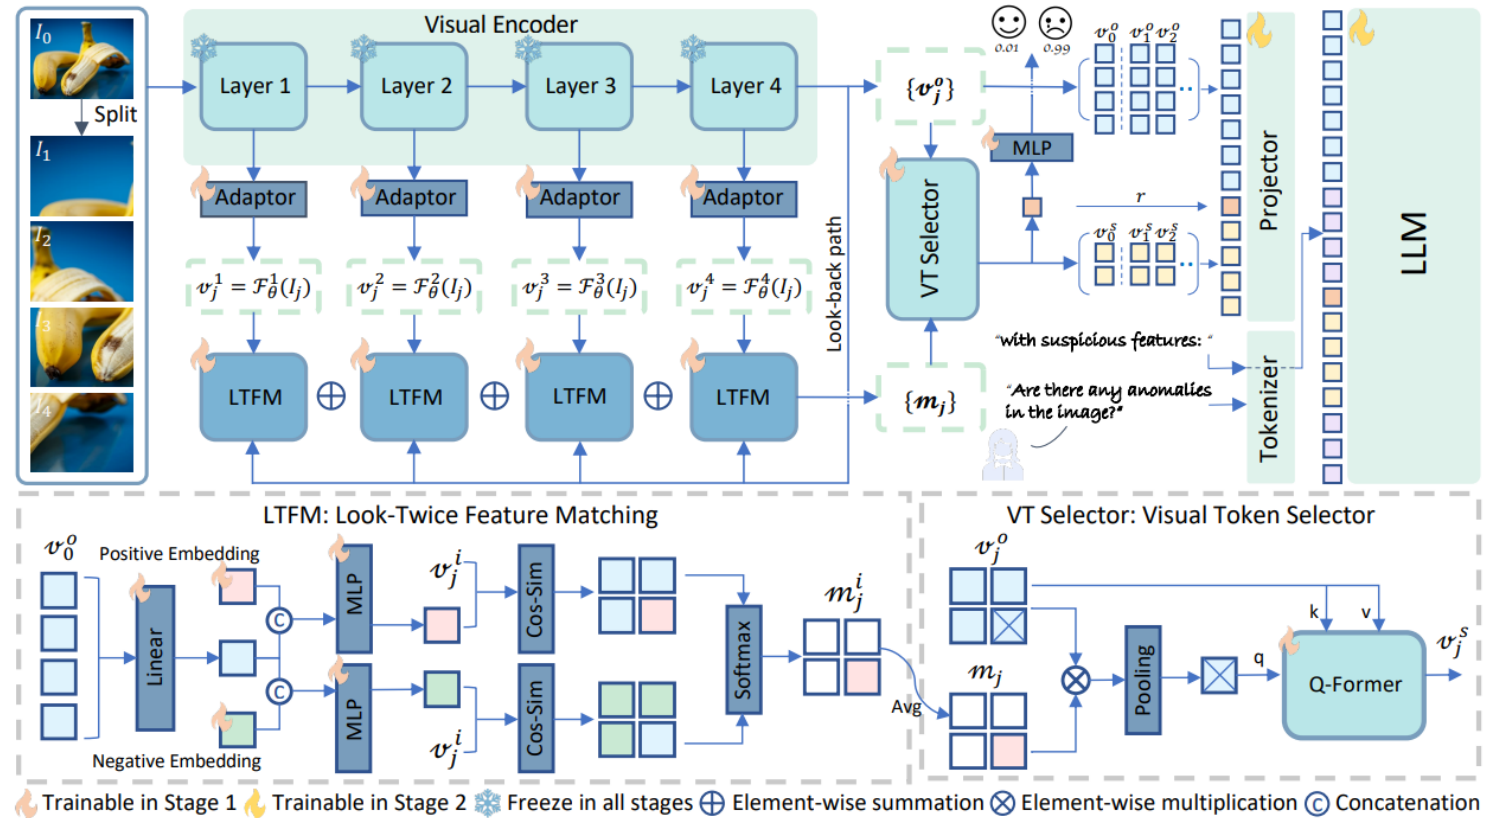 I₀
Split
I₁
I₂
I₃
I₄
Visual Encoder
Layer 1
Layer 2
Layer 3
Layer 4
Adaptor
Adaptor
Adaptor
Adaptor
𝓋ⱼ¹ = ℱ_θ¹(Iⱼ)
𝓋ⱼ² = ℱ_θ²(Iⱼ)
𝓋ⱼ³ = ℱ_θ³(Iⱼ)
𝓋ⱼ⁴ = ℱ_θ⁴(Iⱼ)
LTFM
LTFM
LTFM
LTFM
Look-back path
{𝓋ⱼᵒ}
VT Selector
{𝓂ⱼ}
0.01
0.99
MLP
𝓋₀ᵒ
𝓋₁ᵒ 𝓋₂ᵒ
r
𝓋₀ˢ
𝓋₁ˢ 𝓋₂ˢ
Projector
LLM
"with suspicious features: "
"Are there any anomalies
in the image?"
Tokenizer
LTFM: Look-Twice Feature Matching
𝓋₀ᵒ
Positive Embedding
Linear
Negative Embedding
C
C
MLP
MLP
𝓋ⱼⁱ
𝓋ⱼⁱ
Cos-Sim
Cos-Sim
Softmax
𝓂ⱼⁱ
Avg
VT Selector: Visual Token Selector
𝓋ⱼᵒ
𝓂ⱼ
Pooling
q
k
v
Q-Former
𝓋ⱼˢ
Trainable in Stage 1
Trainable in Stage 2
Freeze in all stages
Element-wise summation
Element-wise multiplication
C Concatenation